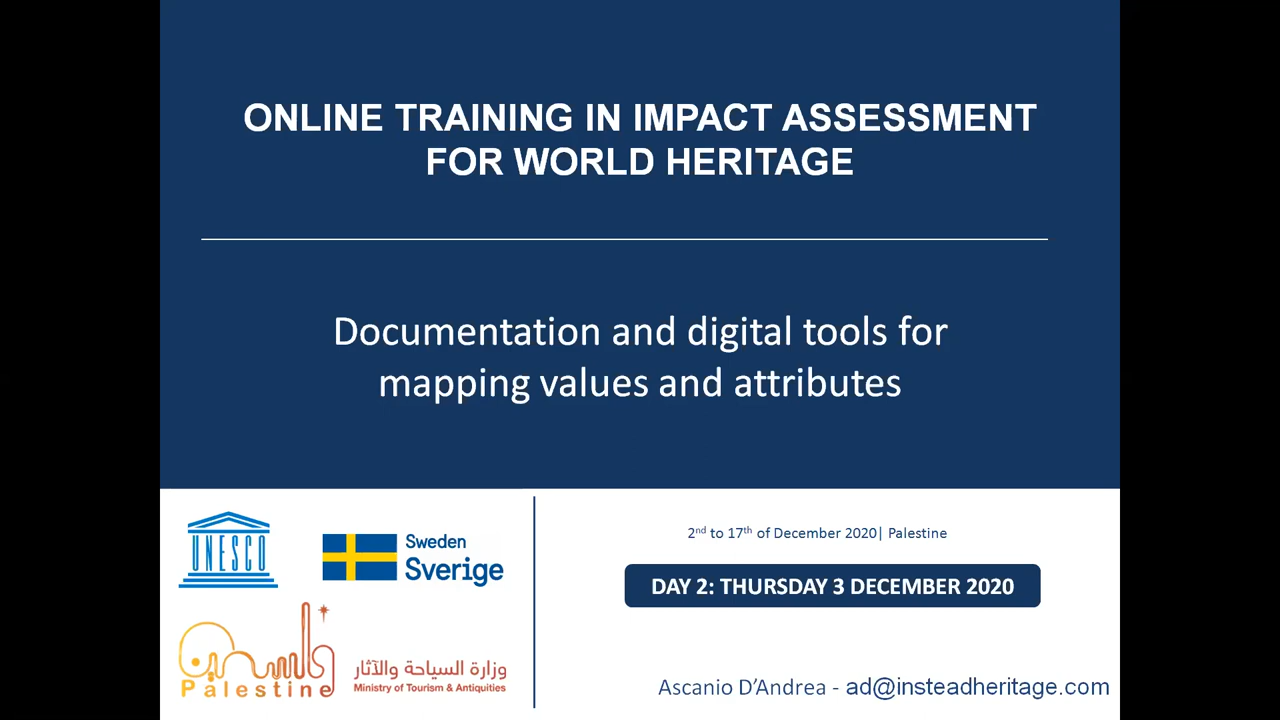 ONLINE TRAINING IN IMPACT ASSESSMENT
FOR WORLD HERITAGE
Documentation and digital tools for
mapping values and attributes
UNESCO
Sweden
Sverige
فلسطين
Palestine
وزارة السياحة والآثار
Ministry of Tourism & Antiquities
2nd to 17th of December 2020| Palestine
DAY 2: THURSDAY 3 DECEMBER 2020
Ascanio D’Andrea - ad@insteadheritage.com